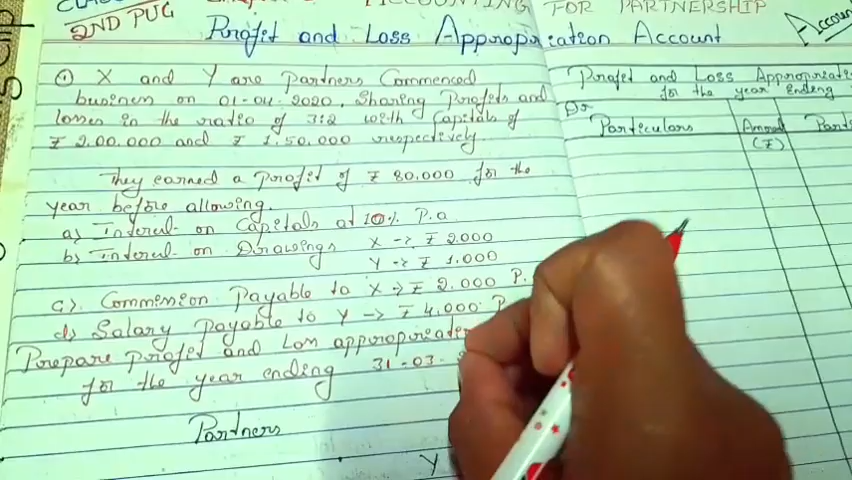 ACCOUNTING FOR PARTNERSHIP
2ND PUC
Profit and Loss Appropriation Account
① X and Y are Partners Commenced
business on 01-04-2020. Sharing Profits and
losses in the ratio of 3:2 with Capitals of
₹ 2.00.000 and ₹ 1.50.000 respectively
They earned a profit of ₹ 80.000 for the
year before allowing.
a) Interest on Capitals at 10% P.a
b) Interest on Drawings X → ₹ 2.000
Y → ₹ 1.000
c). Commission Payable to X → ₹ 2.000 P.
d) Salary Payable to Y → ₹ 4.000 P
Prepare profit and Loss appropriation
for the year ending 31-03-
Partners
Y
Profit and Loss Appropriatio
for the year ending
Dr
Particulars
Amount
(₹)
Parti
Account